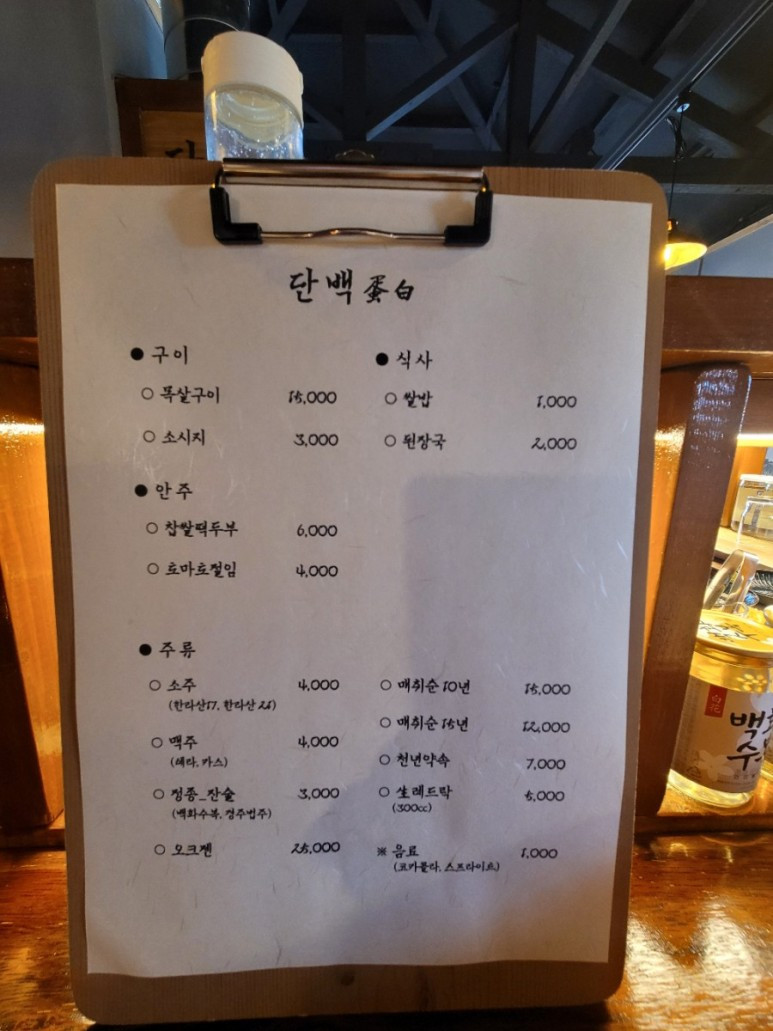 단백蛋白
● 구이
○ 목살구이 15,000
○ 소시지 3,000
● 식사
○ 쌀밥 1,000
○ 된장국 2,000
● 안주
○ 찹쌀떡두부 6,000
○ 토마토절임 4,000
● 주류
○ 소주 4,000
(한라산17, 한라산 21)
○ 맥주 4,000
(테라, 카스)
○ 정종_잔술 3,000
(백화수복, 경주법주)
○ 오크젠 25,000
○ 매취순 10년 15,000
○ 매취순 15년 12,000
○ 천년약속 7,000
○ 生레드락 5,000
(300cc)
※ 음료 1,000
(코카콜라, 스프라이트)